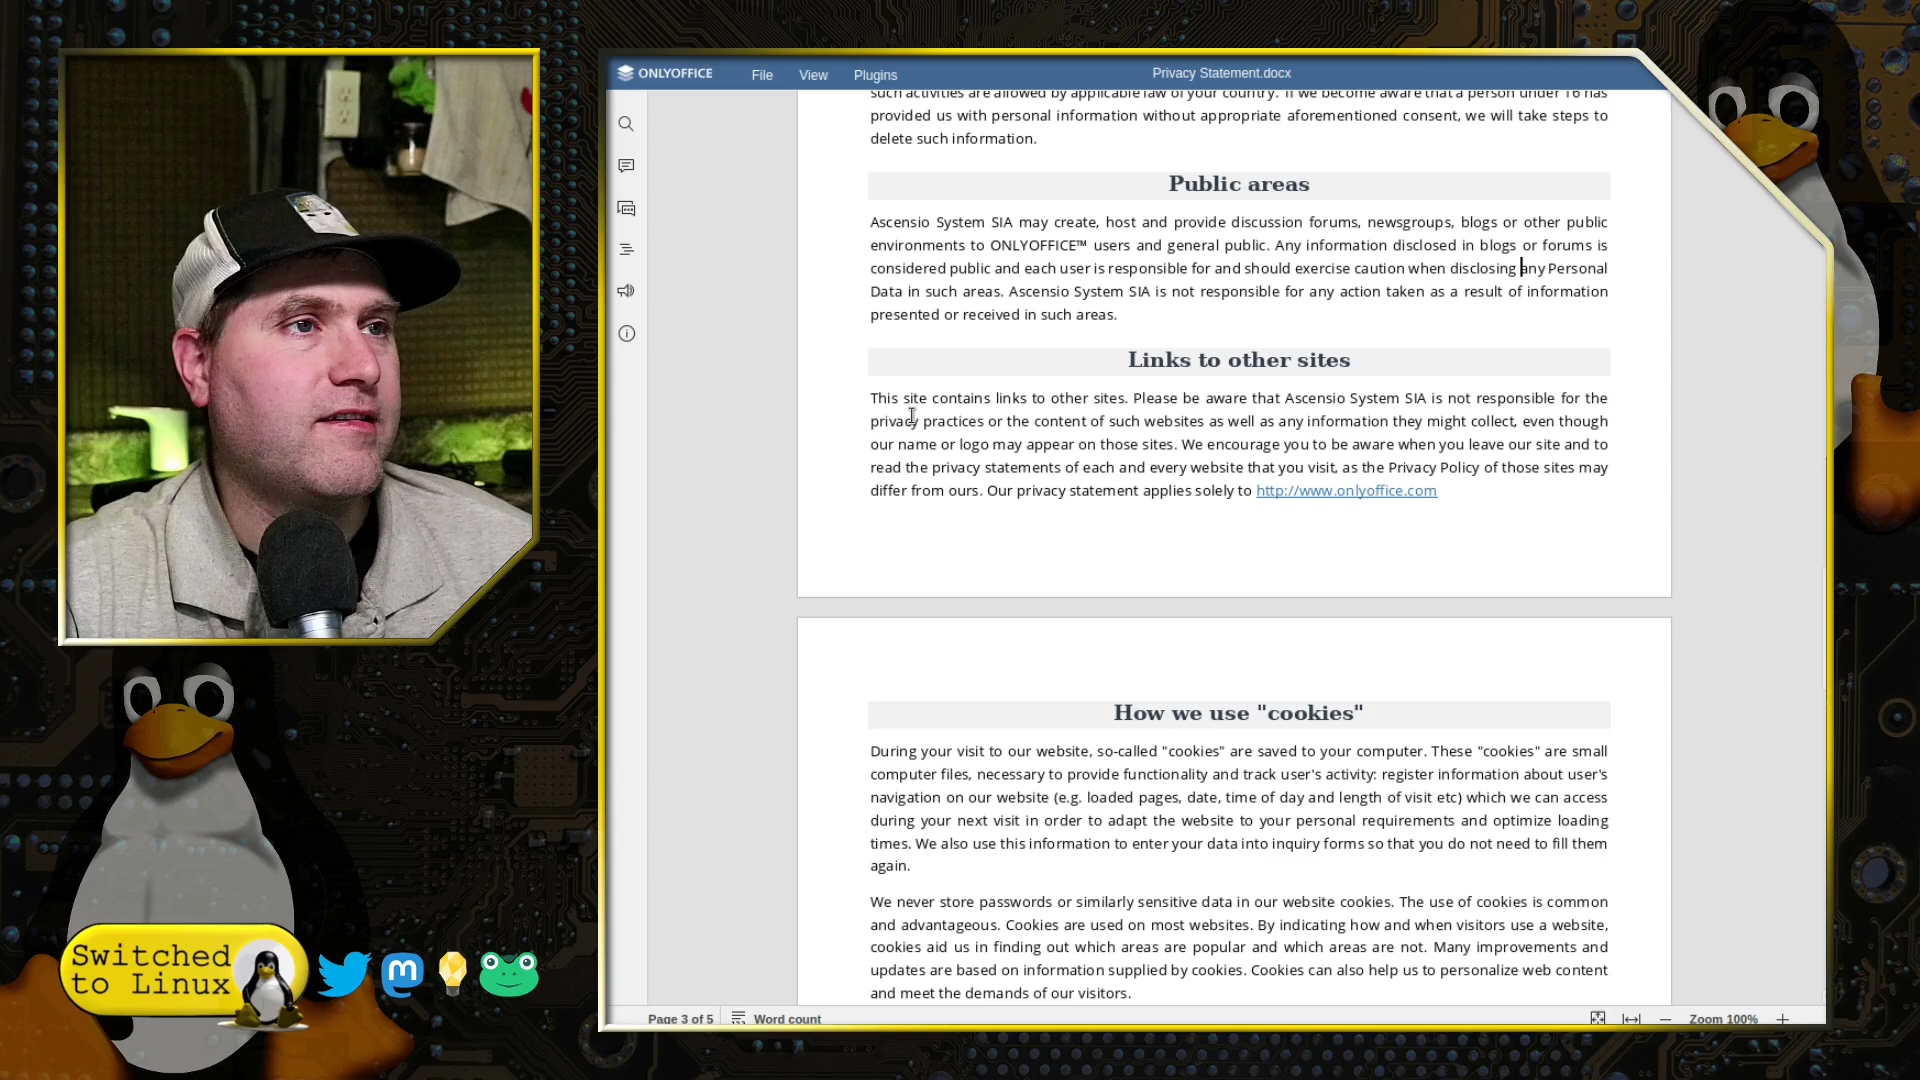 ONLYOFFICE
File
View
Plugins
Privacy Statement.docx
such activities are allowed by applicable law of your country. If we become aware that a person under 16 has
provided us with personal information without appropriate aforementioned consent, we will take steps to
delete such information.
Public areas
Ascensio System SIA may create, host and provide discussion forums, newsgroups, blogs or other public
environments to ONLYOFFICE™ users and general public. Any information disclosed in blogs or forums is
considered public and each user is responsible for and should exercise caution when disclosing any Personal
Data in such areas. Ascensio System SIA is not responsible for any action taken as a result of information
presented or received in such areas.
Links to other sites
This site contains links to other sites. Please be aware that Ascensio System SIA is not responsible for the
privacy practices or the content of such websites as well as any information they might collect, even though
our name or logo may appear on those sites. We encourage you to be aware when you leave our site and to
read the privacy statements of each and every website that you visit, as the Privacy Policy of those sites may
differ from ours. Our privacy statement applies solely to http://www.onlyoffice.com
How we use "cookies"
During your visit to our website, so-called "cookies" are saved to your computer. These "cookies" are small
computer files, necessary to provide functionality and track user's activity: register information about user's
navigation on our website (e.g. loaded pages, date, time of day and length of visit etc) which we can access
during your next visit in order to adapt the website to your personal requirements and optimize loading
times. We also use this information to enter your data into inquiry forms so that you do not need to fill them
again.
We never store passwords or similarly sensitive data in our website cookies. The use of cookies is common
and advantageous. Cookies are used on most websites. By indicating how and when visitors use a website,
cookies aid us in finding out which areas are popular and which areas are not. Many improvements and
updates are based on information supplied by cookies. Cookies can also help us to personalize web content
and meet the demands of our visitors.
Page 3 of 5
Word count
Zoom 100%
Switched
to Linux